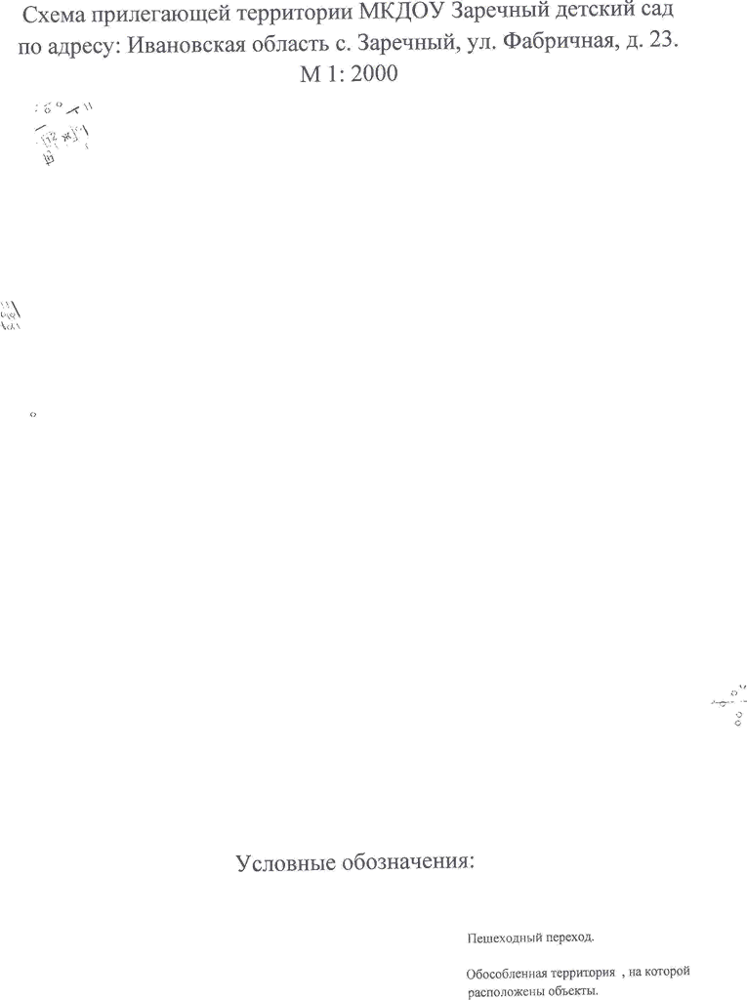 Схема прилегающей территории МКДОУ Заречный детский сад
по адресу: Ивановская область с. Заречный, ул. Фабричная, д. 23.
М 1: 2000
Условные обозначения:
Пешеходный переход.
Обособленная территория , на которой
расположены объекты.